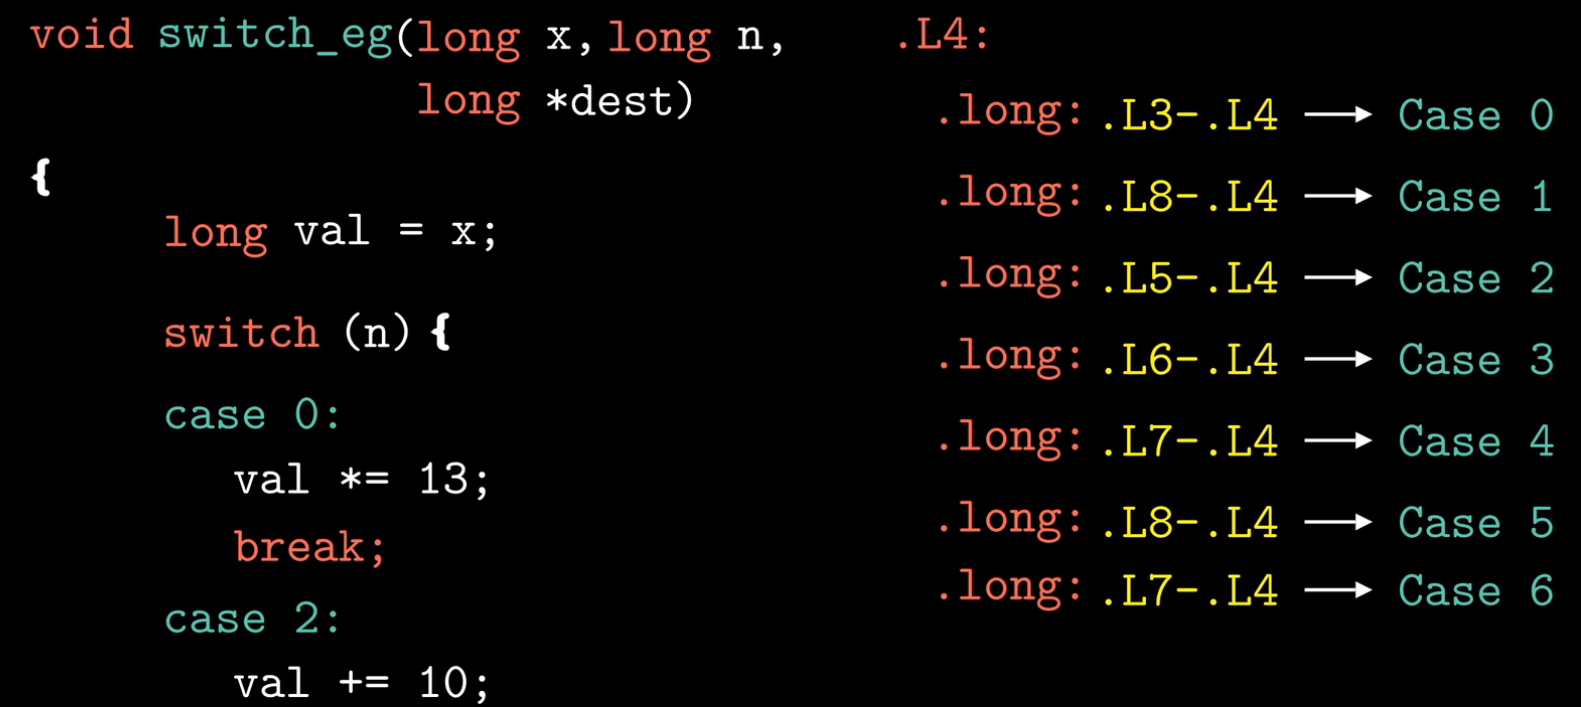 void switch_eg(long x, long n,
long *dest)
{
long val = x;
switch (n) {
case 0:
val *= 13;
break;
case 2:
val += 10;
.L4:
.long: .L3-.L4 → Case 0
.long: .L8-.L4 → Case 1
.long: .L5-.L4 → Case 2
.long: .L6-.L4 → Case 3
.long: .L7-.L4 → Case 4
.long: .L8-.L4 → Case 5
.long: .L7-.L4 → Case 6